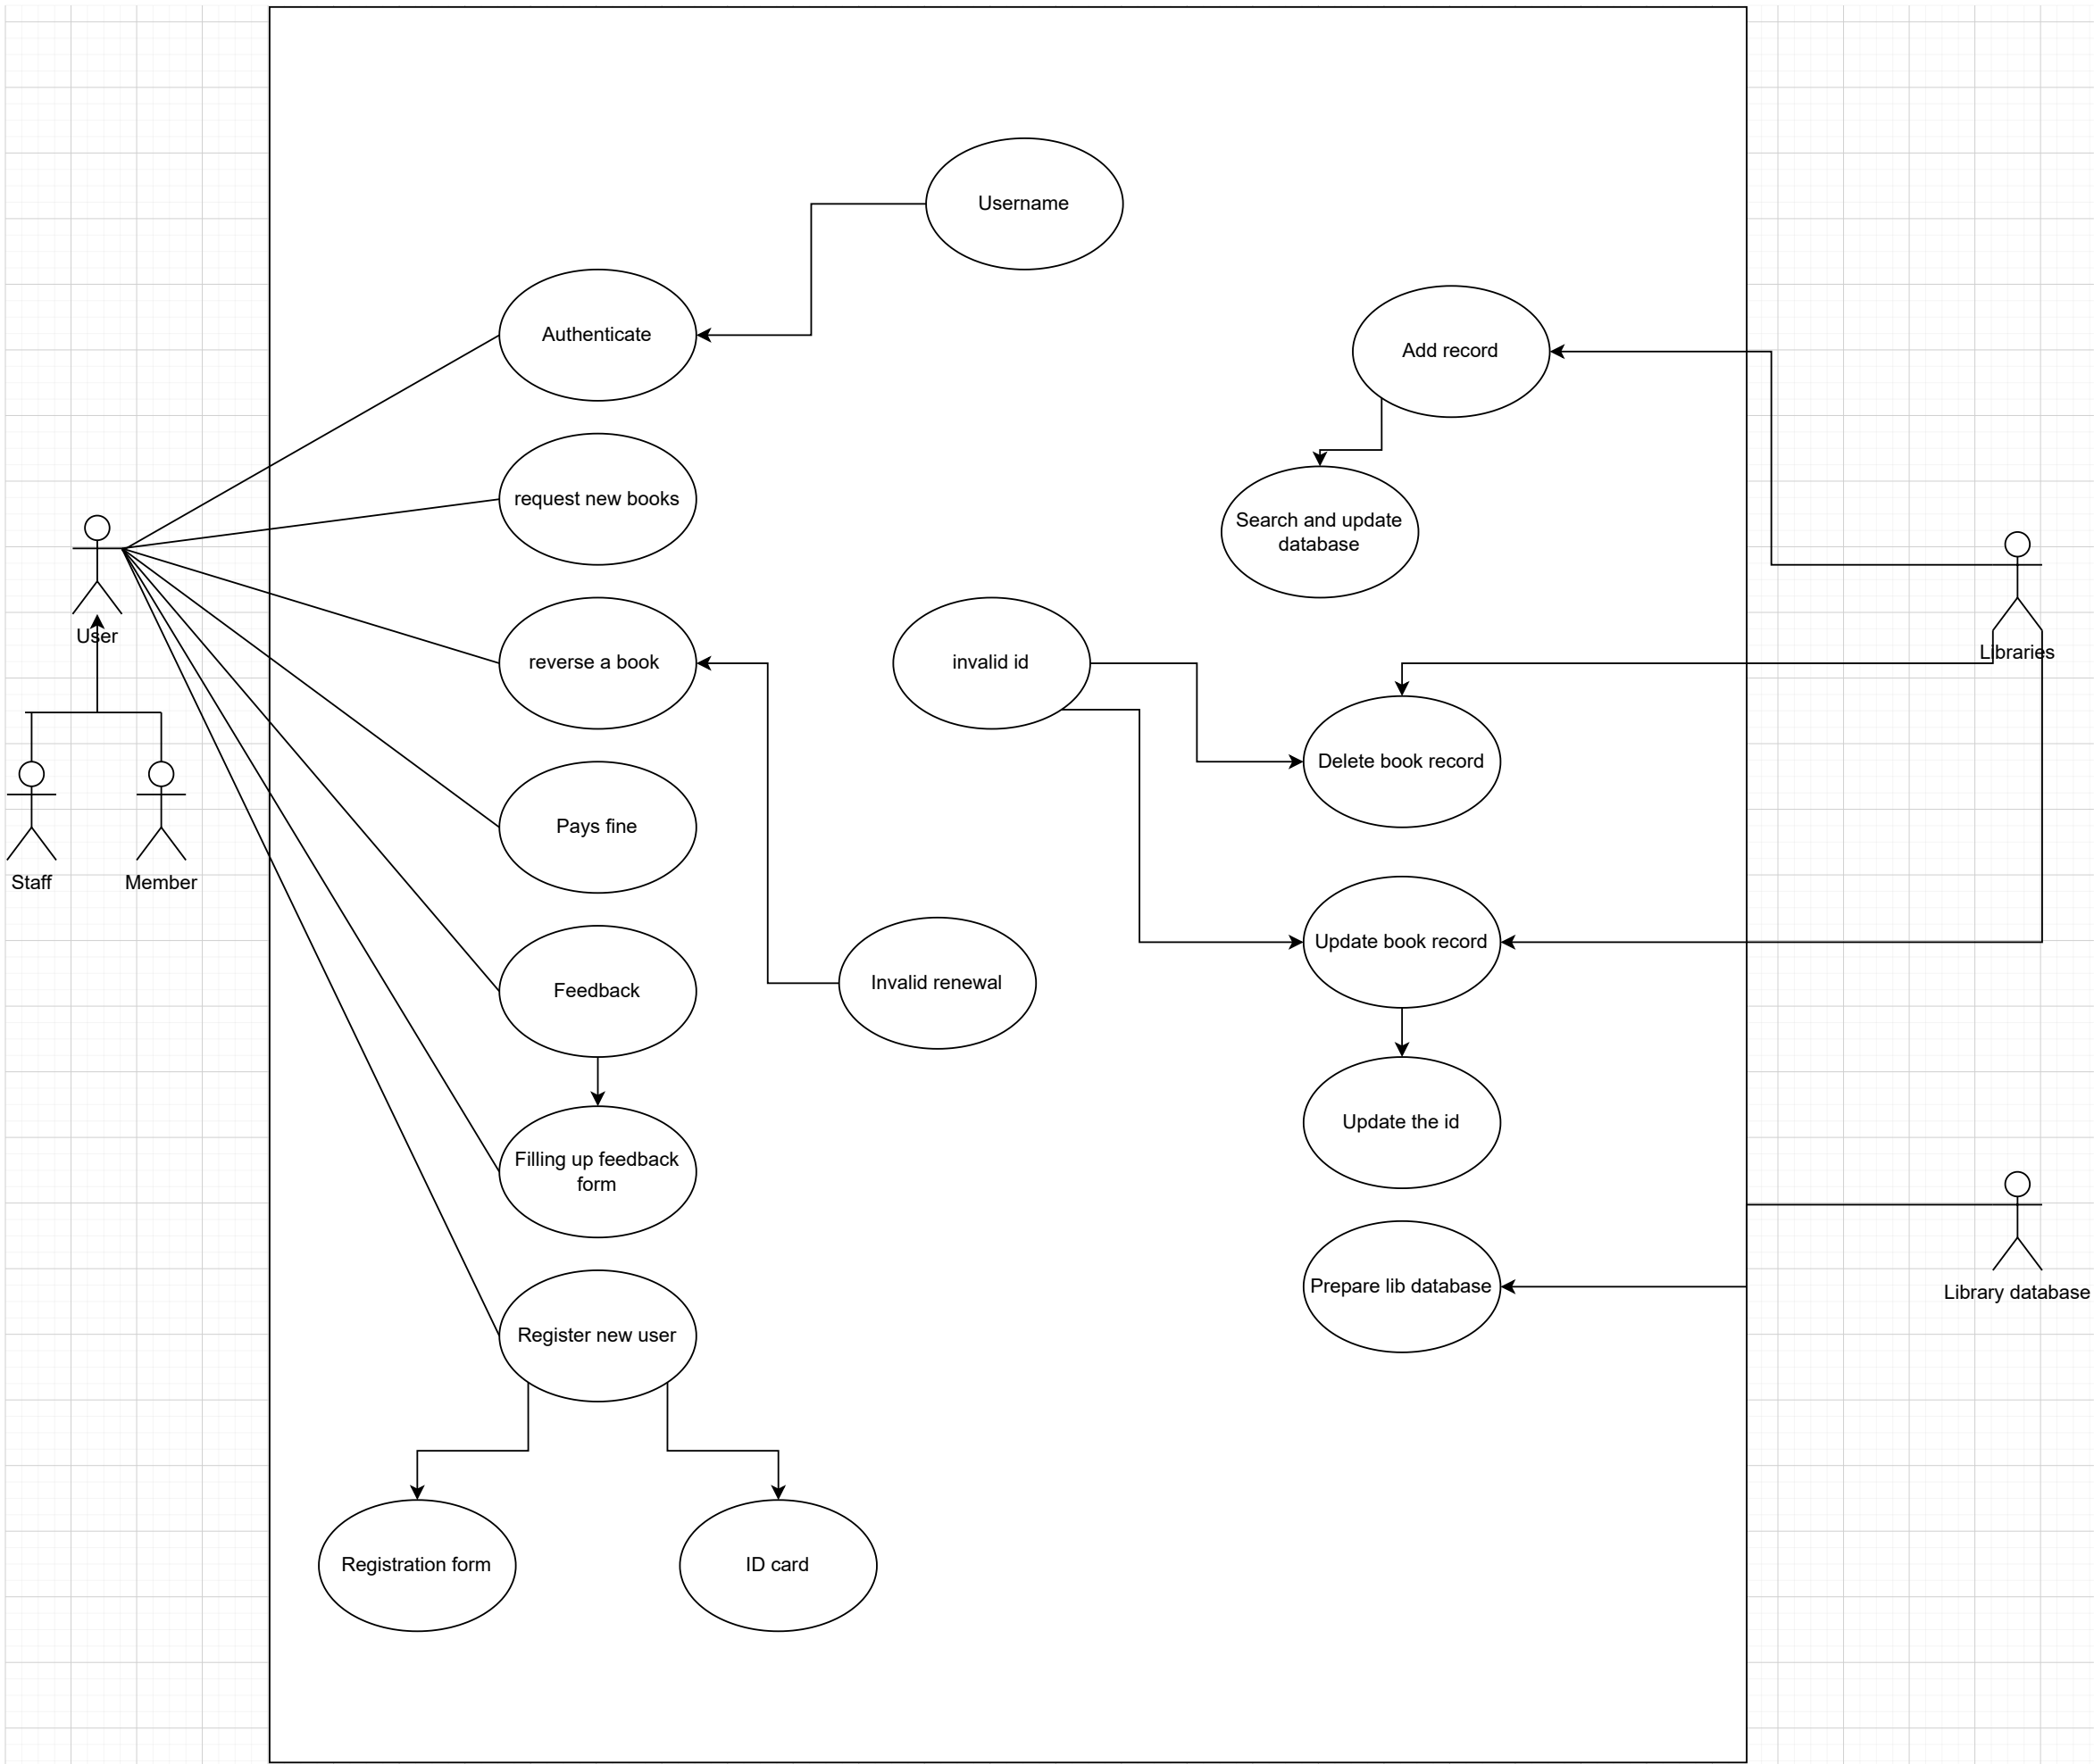 Username
Authenticate
Add record
request new books
Search and update
database
User
reverse a book
invalid id
Libraries
Delete book record
Pays fine
Staff
Member
Update book record
Feedback
Invalid renewal
Update the id
Filling up feedback
form
Prepare lib database
Library database
Register new user
Registration form
ID card